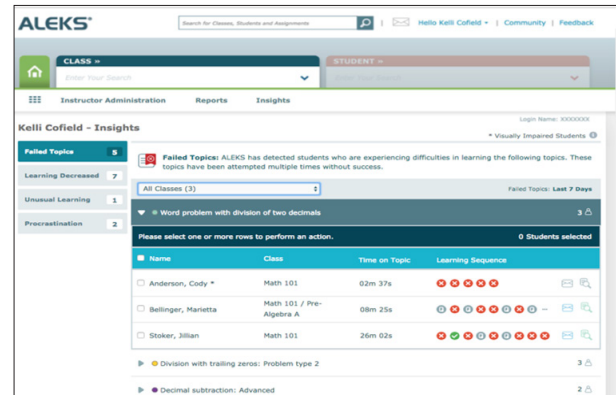 ALEKS®
Search for Classes, Students and Assignments
Hello Kelli Cofield
Community
Feedback
CLASS »
Enter Your Search
STUDENT »
Enter Your Search
Instructor Administration
Reports
Insights
Login Name: XXXXXXX
Kelli Cofield - Insights
* Visually Impaired Students
Failed Topics 5
Learning Decreased 7
Unusual Learning 1
Procrastination 2
Failed Topics: ALEKS has detected students who are experiencing difficulties in learning the following topics. These
topics have been attempted multiple times without success.
All Classes (3)
Failed Topics: Last 7 Days
Word problem with division of two decimals 3
Please select one or more rows to perform an action. 0 Students selected
Name Class Time on Topic Learning Sequence
Anderson, Cody * Math 101 02m 37s
Bellinger, Marietta Math 101 / Pre-
Algebra A 08m 25s
Stoker, Jillian Math 101 26m 02s
Division with trailing zeros: Problem type 2 3
Decimal subtraction: Advanced 2